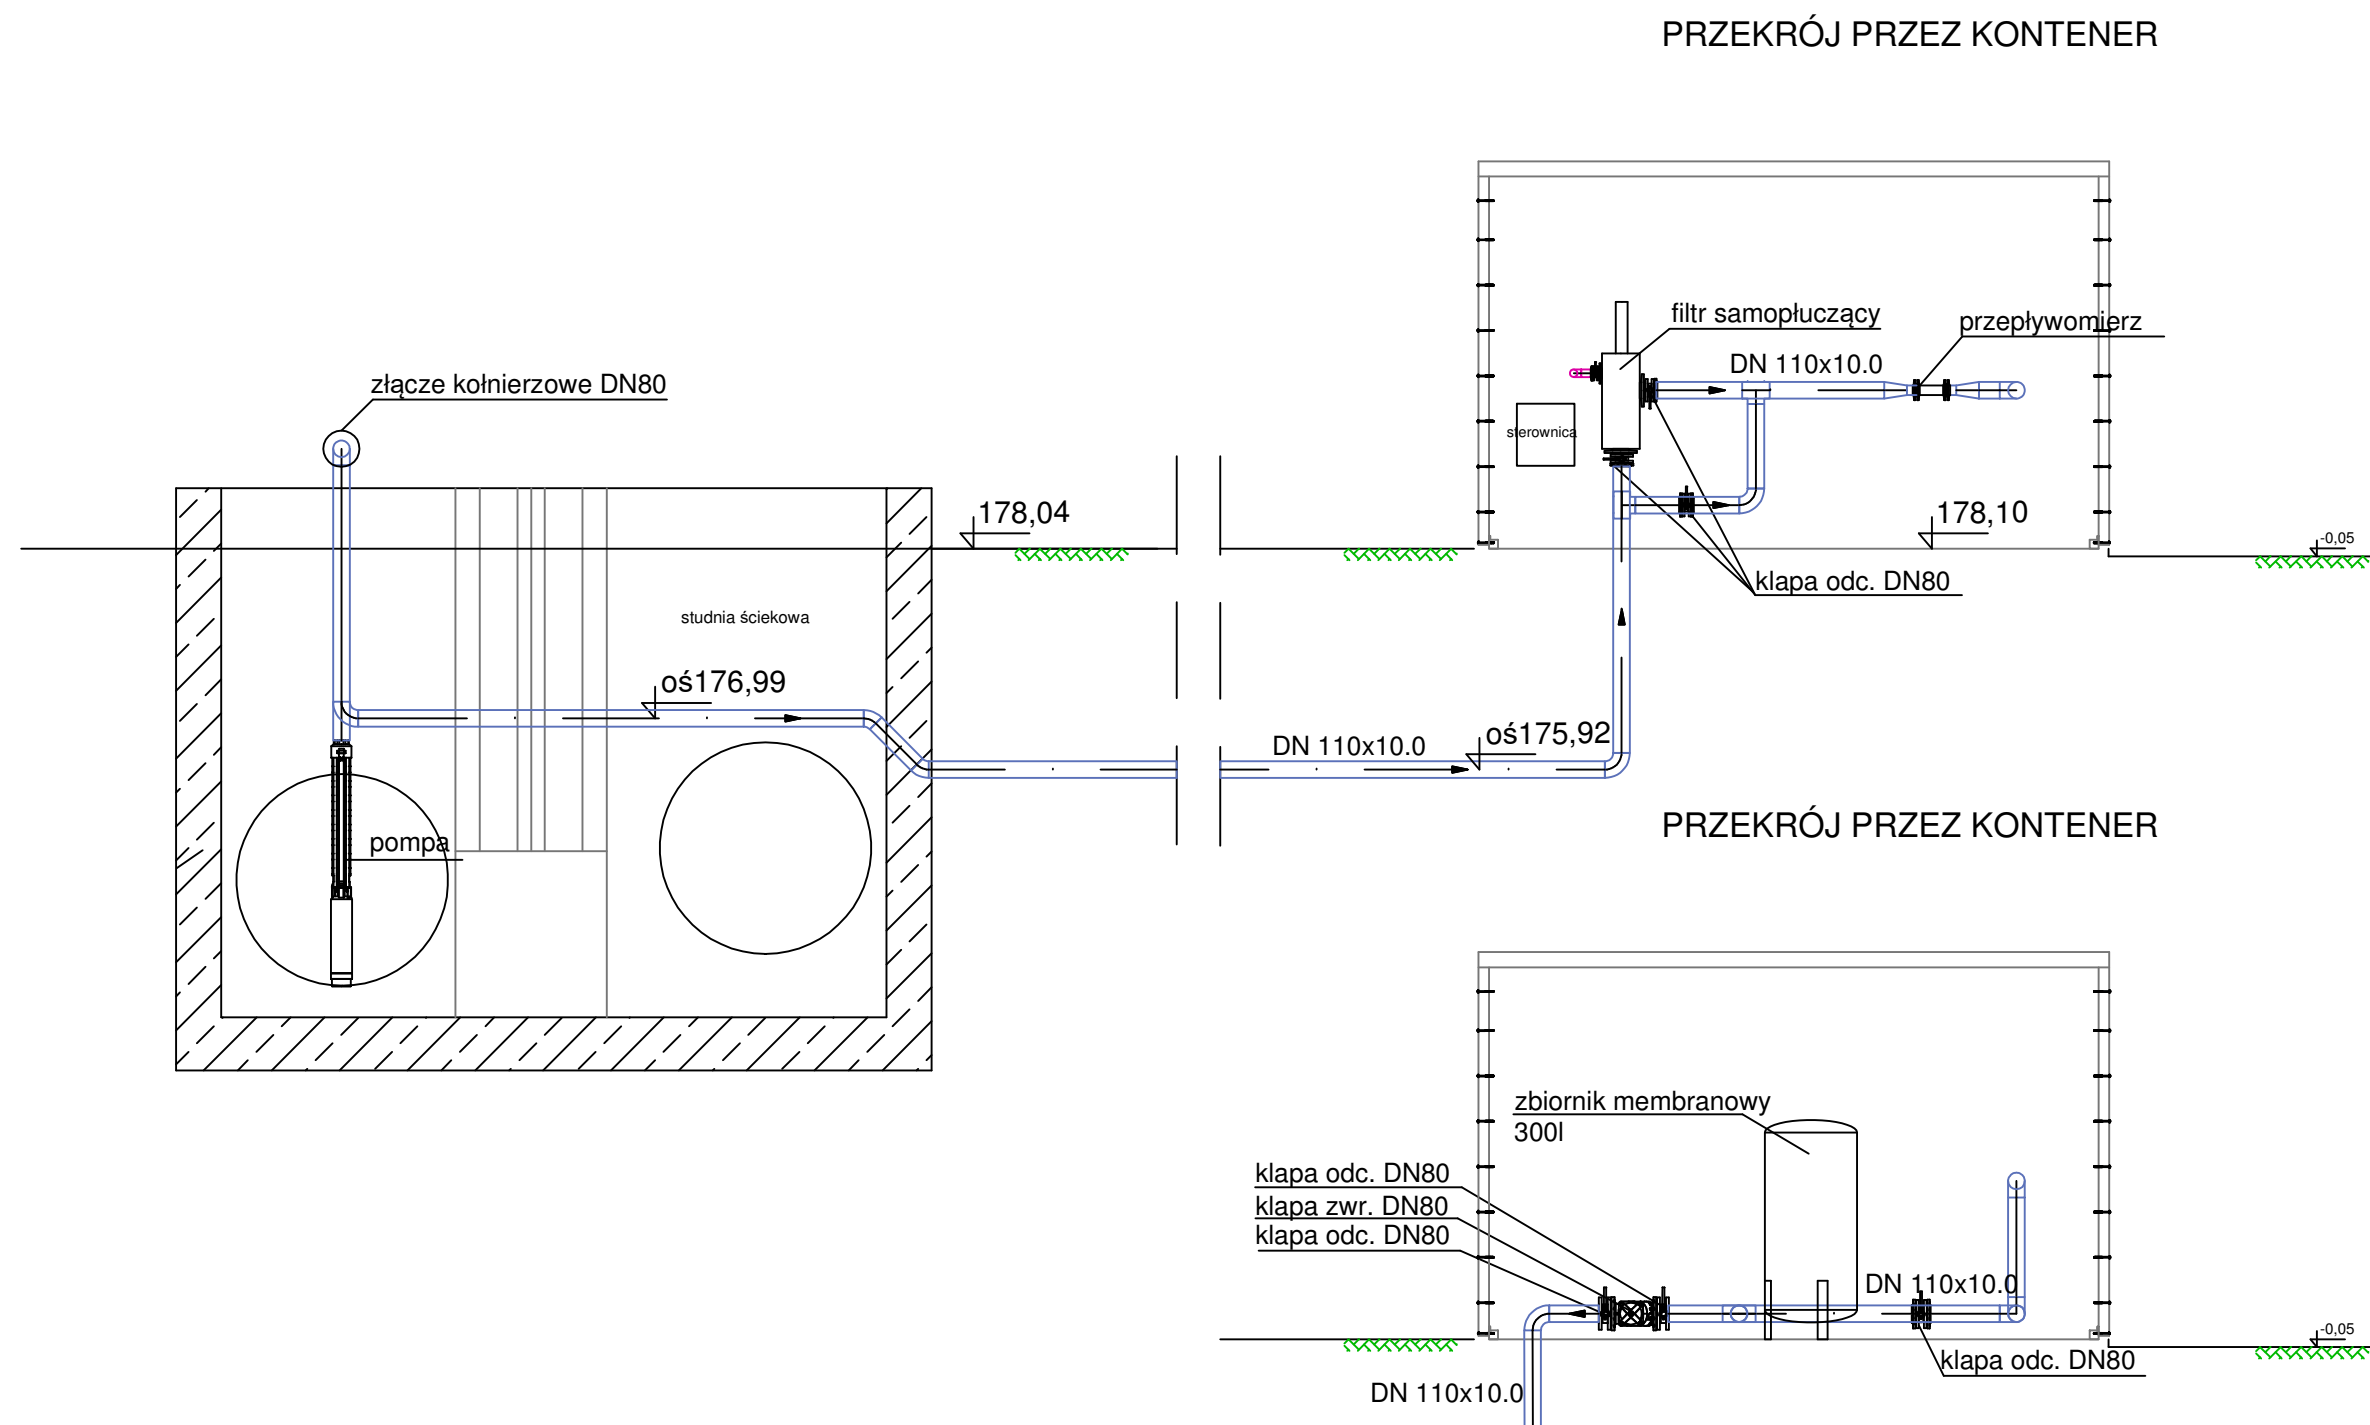 PRZEKRÓJ PRZEZ KONTENER
filtr samopłuczący
przepływomierz
DN 110x10.0
złącze kołnierzowe DN80
sterownica
178,04
178,10
-0,05
klapa odc. DN80
studnia ściekowa
oś176,99
oś175,92
DN 110x10.0
pompa
PRZEKRÓJ PRZEZ KONTENER
zbiornik membranowy
300l
klapa odc. DN80
klapa zwr. DN80
klapa odc. DN80
DN 110x10.0
-0,05
klapa odc. DN80
DN 110x10.0